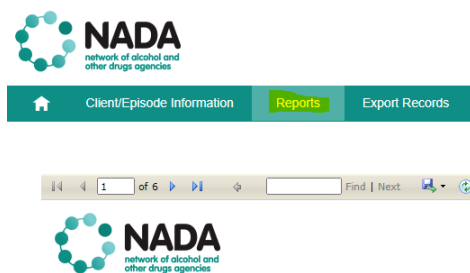 NADA
network of alcohol and
other drugs agencies
Client/Episode Information Reports Export Records
1 of 6 Find | Next
NADA
network of alcohol and
other drugs agencies